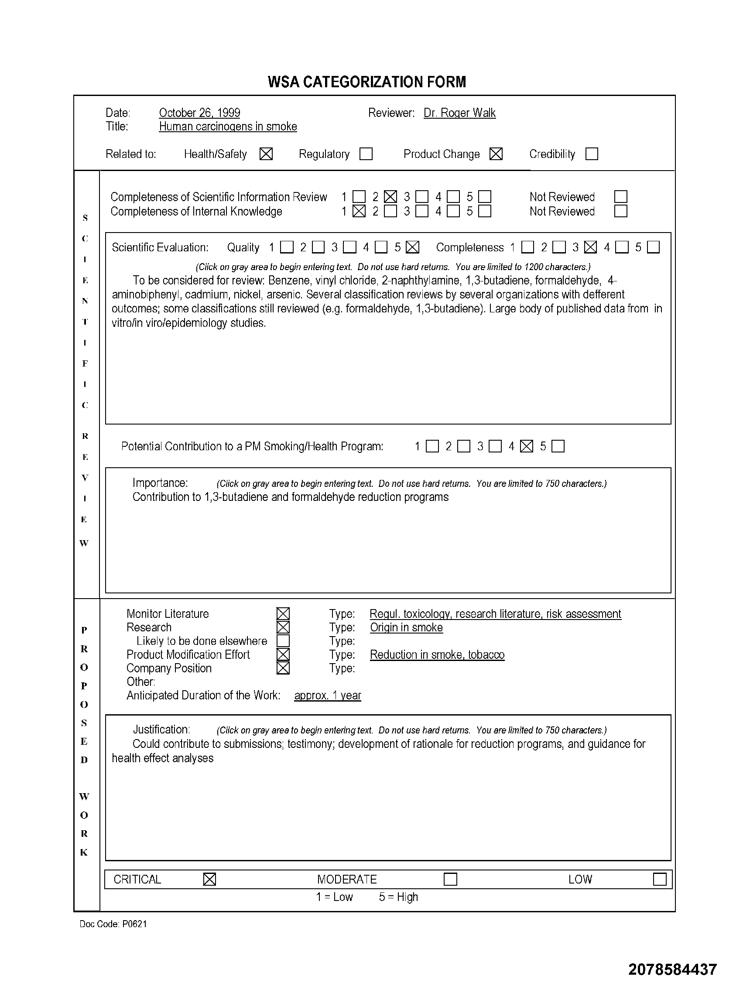 WSA CATEGORIZATION FORM
Date: October 26, 1999 Reviewer: Dr. Roger Walk
Title: Human carcinogens in smoke
Related to: Health/Safety ☒ Regulatory ☐ Product Change ☒ Credibility ☐
SCIENTIFIC REVIEW
Completeness of Scientific Information Review 1 ☐ 2 ☒ 3 ☐ 4 ☐ 5 ☐ Not Reviewed ☐
Completeness of Internal Knowledge 1 ☒ 2 ☐ 3 ☐ 4 ☐ 5 ☐ Not Reviewed ☐
Scientific Evaluation: Quality 1 ☐ 2 ☐ 3 ☐ 4 ☐ 5 ☒ Completeness 1 ☐ 2 ☐ 3 ☒ 4 ☐ 5 ☐
(Click on gray area to begin entering text. Do not use hard returns. You are limited to 1200 characters.)
To be considered for review: Benzene, vinyl chloride, 2-naphthylamine, 1,3-butadiene, formaldehyde, 4-
aminobiphenyl, cadmium, nickel, arsenic. Several classification reviews by several organizations with defferent
outcomes; some classifications still reviewed (e.g. formaldehyde, 1,3-butadiene). Large body of published data from in
vitro/in viro/epidemiology studies.
Potential Contribution to a PM Smoking/Health Program: 1 ☐ 2 ☐ 3 ☐ 4 ☒ 5 ☐
Importance: (Click on gray area to begin entering text. Do not use hard returns. You are limited to 750 characters.)
Contribution to 1,3-butadiene and formaldehyde reduction programs
PROPOSED WORK
Monitor Literature ☒ Type: Regul. toxicology, research literature, risk assessment
Research ☒ Type: Origin in smoke
Likely to be done elsewhere ☐ Type:
Product Modification Effort ☒ Type: Reduction in smoke, tobacco
Company Position ☒ Type:
Other:
Anticipated Duration of the Work: approx. 1 year
Justification: (Click on gray area to begin entering text. Do not use hard returns. You are limited to 750 characters.)
Could contribute to submissions; testimony; development of rationale for reduction programs, and guidance for
health effect analyses
CRITICAL ☒ MODERATE ☐ LOW ☐
1 = Low 5 = High
Doc Code: P0621
2078584437